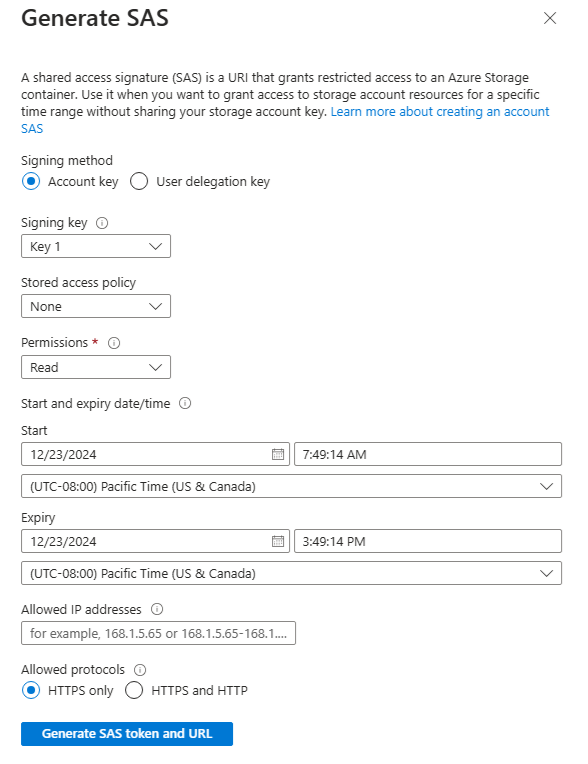 Generate SAS
A shared access signature (SAS) is a URI that grants restricted access to an Azure Storage
container. Use it when you want to grant access to storage account resources for a specific
time range without sharing your storage account key. Learn more about creating an account
SAS
Signing method
Account key User delegation key
Signing key
Key 1
Stored access policy
None
Permissions *
Read
Start and expiry date/time
Start
12/23/2024 7:49:14 AM
(UTC-08:00) Pacific Time (US & Canada)
Expiry
12/23/2024 3:49:14 PM
(UTC-08:00) Pacific Time (US & Canada)
Allowed IP addresses
for example, 168.1.5.65 or 168.1.5.65-168.1....
Allowed protocols
HTTPS only HTTPS and HTTP
Generate SAS token and URL